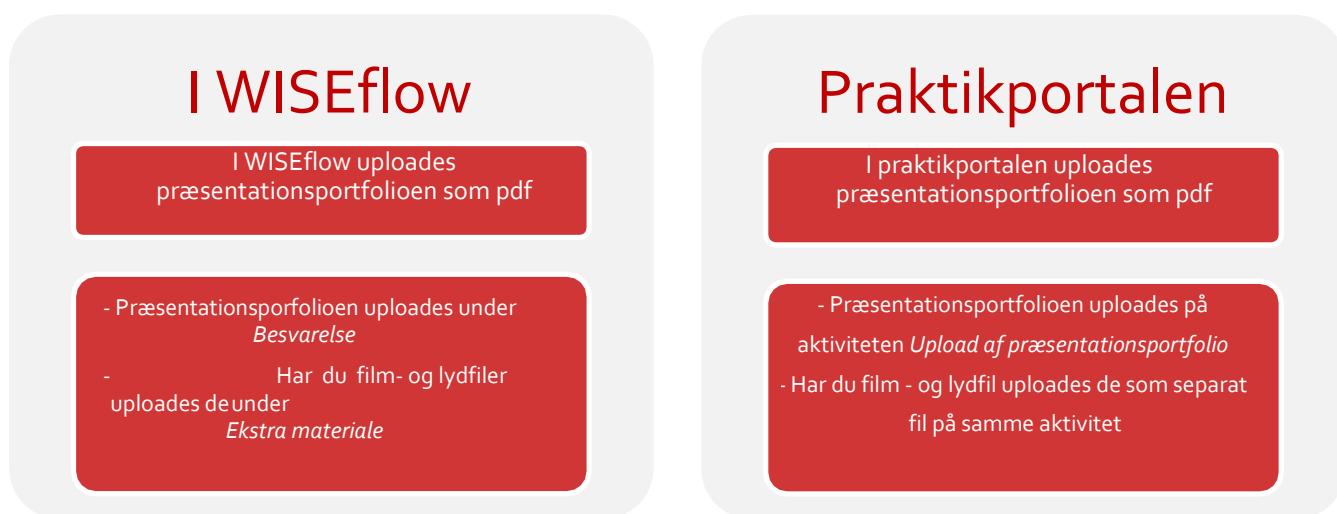 I WISEflow
I WISEflow uploades
præsentationsportfolioen som pdf
- Præsentationsporfolioen uploades under
Besvarelse
- Har du film- og lydfiler
uploades de under
Ekstra materiale
Praktikportalen
I praktikportalen uploades
præsentationsportfolioen som pdf
- Præsentationsportfolioen uploades på
aktiviteten Upload af præsentationsportfolio
- Har du film - og lydfil uploades de som separat
fil på samme aktivitet